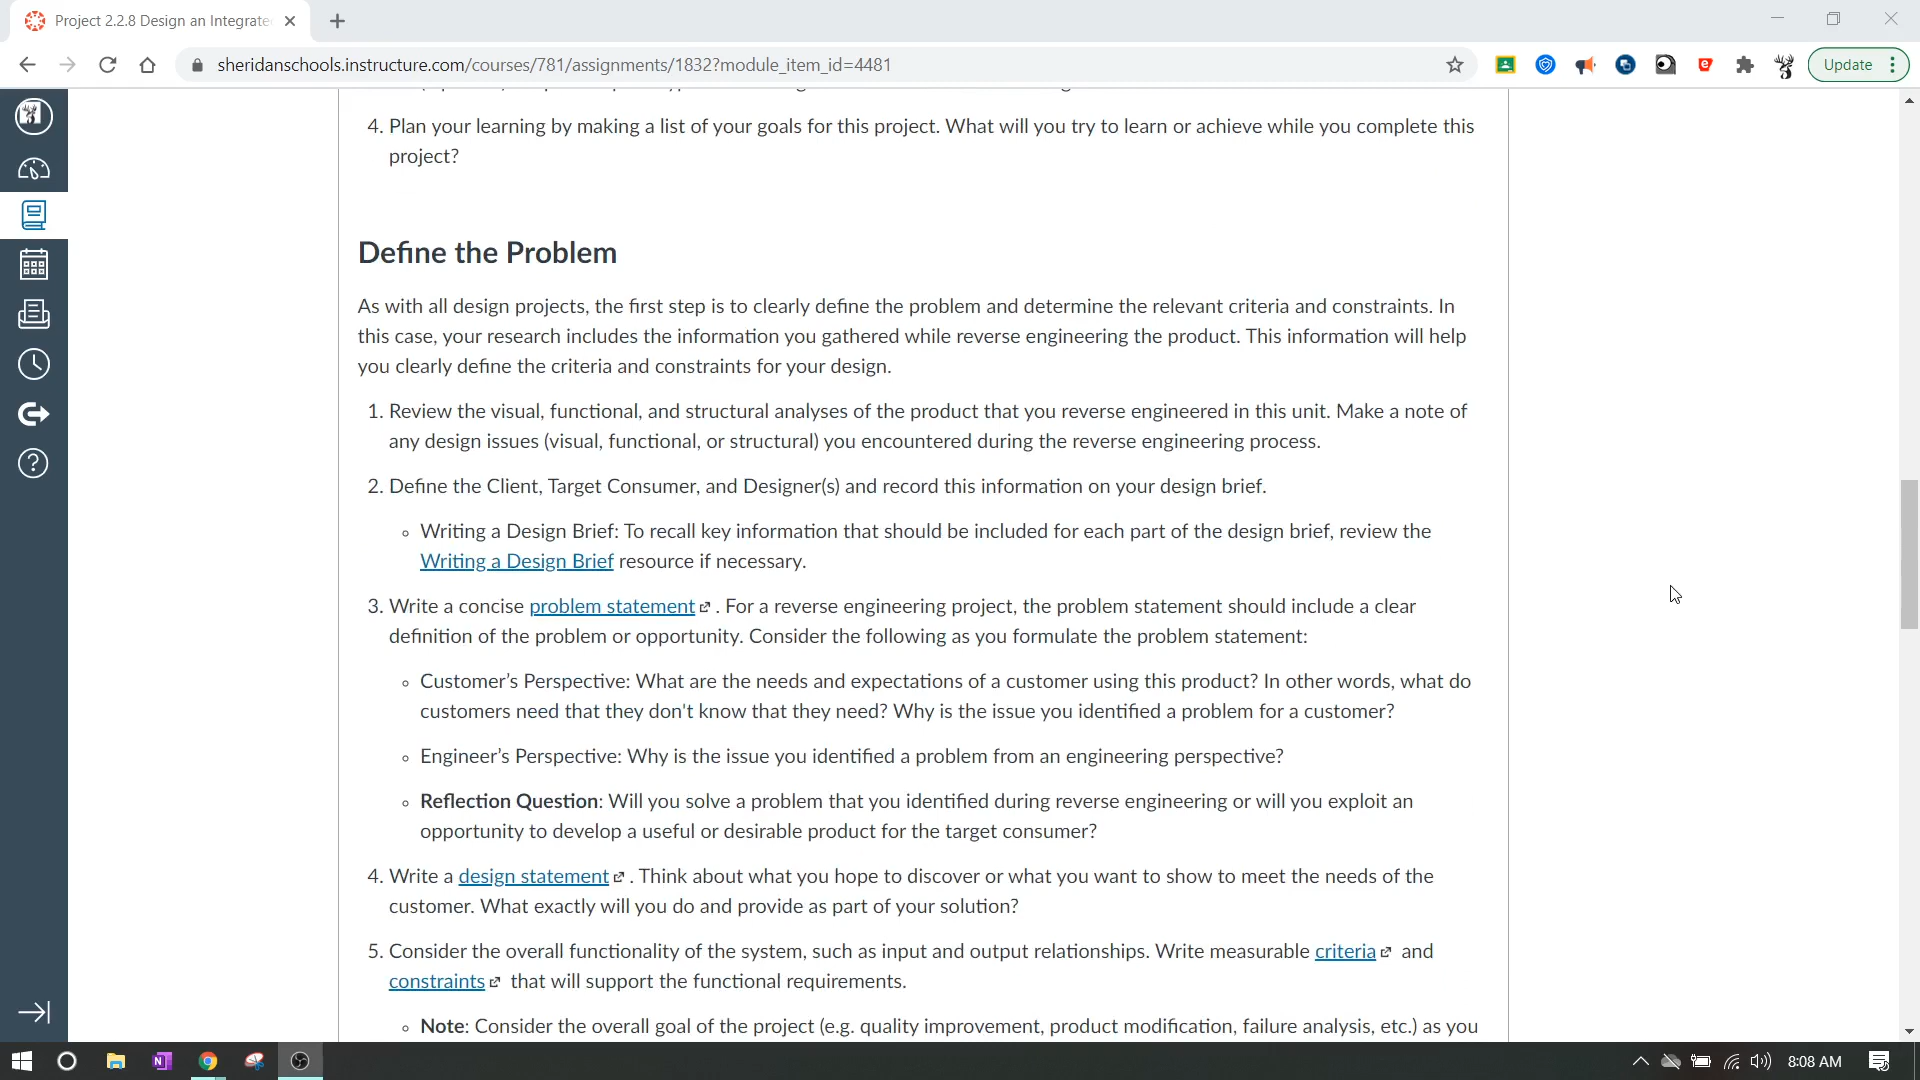 Project 2.2.8 Design an Integrate
sheridanschools.instructure.com/courses/781/assignments/1832?module_item_id=4481
Update
4. Plan your learning by making a list of your goals for this project. What will you try to learn or achieve while you complete this
project?
Define the Problem
As with all design projects, the first step is to clearly define the problem and determine the relevant criteria and constraints. In
this case, your research includes the information you gathered while reverse engineering the product. This information will help
you clearly define the criteria and constraints for your design.
1. Review the visual, functional, and structural analyses of the product that you reverse engineered in this unit. Make a note of
any design issues (visual, functional, or structural) you encountered during the reverse engineering process.
2. Define the Client, Target Consumer, and Designer(s) and record this information on your design brief.
Writing a Design Brief: To recall key information that should be included for each part of the design brief, review the
Writing a Design Brief resource if necessary.
3. Write a concise problem statement . For a reverse engineering project, the problem statement should include a clear
definition of the problem or opportunity. Consider the following as you formulate the problem statement:
Customer’s Perspective: What are the needs and expectations of a customer using this product? In other words, what do
customers need that they don't know that they need? Why is the issue you identified a problem for a customer?
Engineer’s Perspective: Why is the issue you identified a problem from an engineering perspective?
Reflection Question: Will you solve a problem that you identified during reverse engineering or will you exploit an
opportunity to develop a useful or desirable product for the target consumer?
4. Write a design statement . Think about what you hope to discover or what you want to show to meet the needs of the
customer. What exactly will you do and provide as part of your solution?
5. Consider the overall functionality of the system, such as input and output relationships. Write measurable criteria and
constraints that will support the functional requirements.
Note: Consider the overall goal of the project (e.g. quality improvement, product modification, failure analysis, etc.) as you
8:08 AM